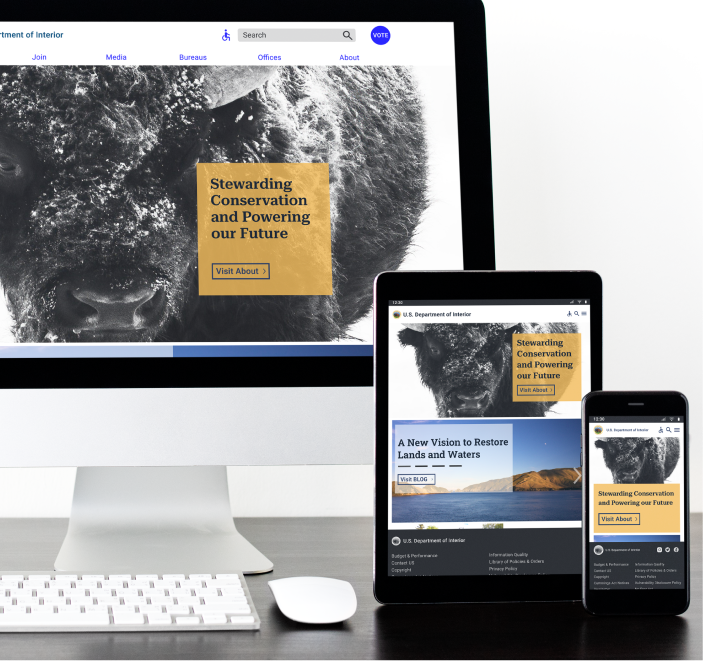 rtment of Interior
Search
VOTE
Join Media Bureaus Offices About
Stewarding
Conservation
and Powering
our Future
Visit About >
12:30
U.S. Department of Interior
Stewarding
Conservation
and Powering
our Future
Visit About >
A New Vision to Restore
Lands and Waters
Visit BLOG >
U.S. Department of Interior
Budget & Performance
Contact US
Copyright
Information Quality
Library of Policies & Orders
Privacy Policy
12:30
U.S. Department of Interior
Stewarding Conservation
and Powering our Future
Visit About >
U.S. Department of Interior
Budget & Performance
Contact US
Copyright
Information Quality
Library of Policies & Orders
Privacy Policy
Vulnerability Disclosure Policy